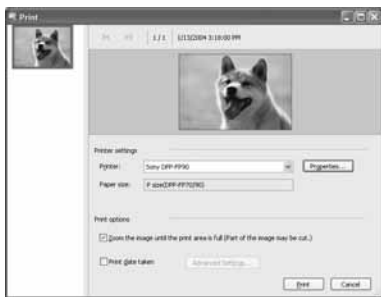 Print
1/1 1/13/2004 3:18:00 PM
Printer settings
Printer: Sony DPP-FP90 Properties...
Paper size: P size(DPP-FP70/90)
Print options
Zoom the image until the print area is full (Part of the image may be cut.)
Print date taken Advanced Settings...
Print Cancel